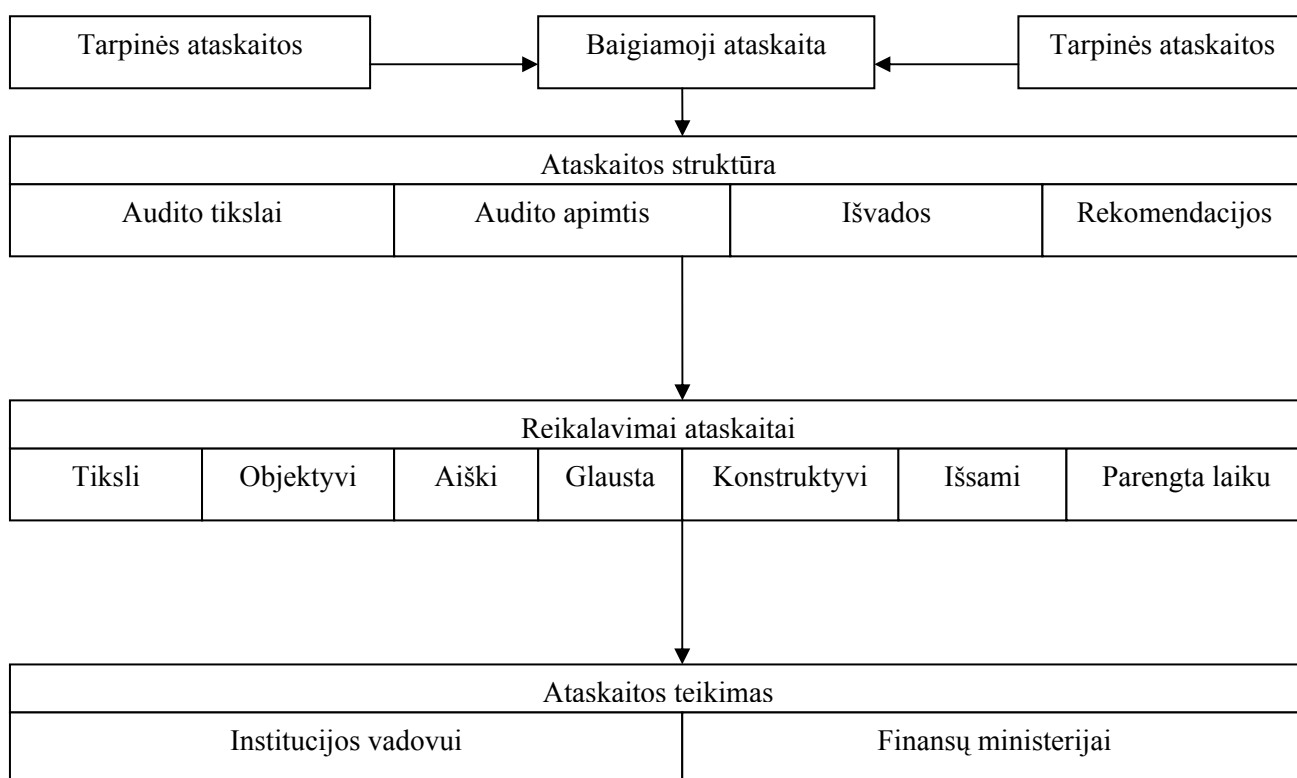 Tarpinės ataskaitos
Baigiamoji ataskaita
Tarpinės ataskaitos
Ataskaitos struktūra
Audito tikslai
Audito apimtis
Išvados
Rekomendacijos
Reikalavimai ataskaitai
Tiksli
Objektyvi
Aiški
Glausta
Konstruktyvi
Išsami
Parengta laiku
Ataskaitos teikimas
Institucijos vadovui
Finansų ministerijai